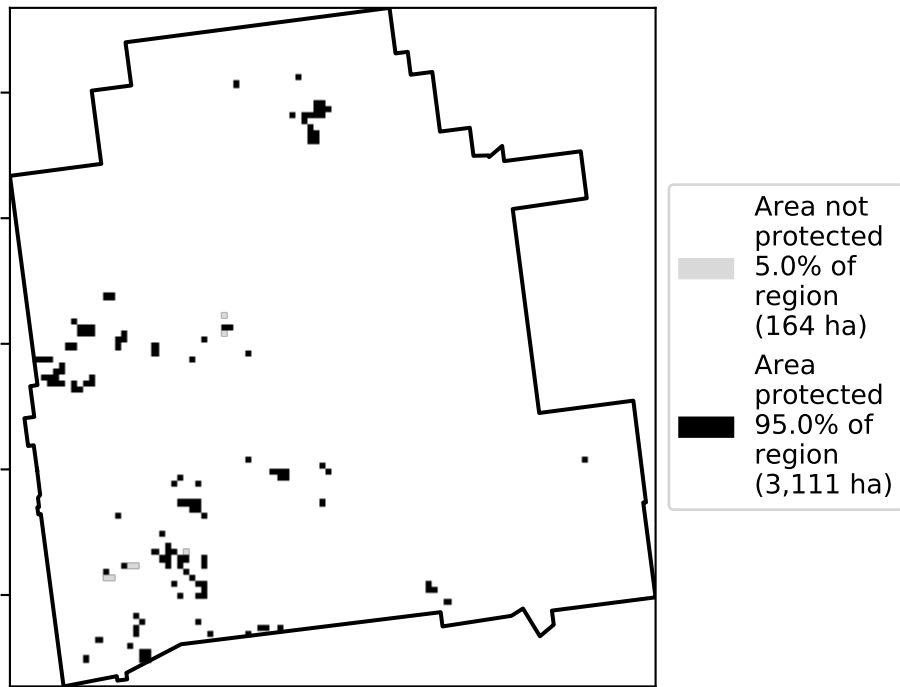 Area not
protected
5.0% of
region
(164 ha)
Area
protected
95.0% of
region
(3,111 ha)